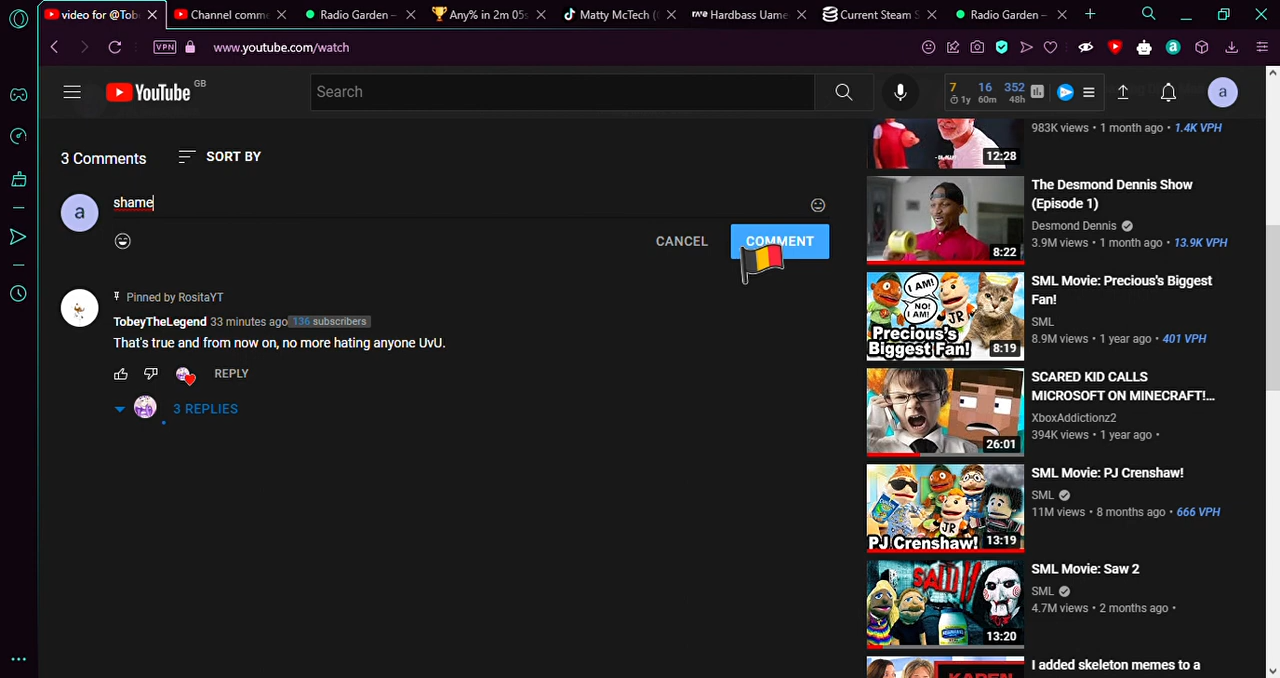 video for @Tob
Channel comme
Radio Garden –
Any% in 2m 05s
Matty McTech (
Hardbass Uame
Current Steam S
Radio Garden –
VPN
www.youtube.com/watch
YouTube GB
Search
7 16 352
1y 60m 48h
a
3 Comments
SORT BY
a
shame
CANCEL
COMMENT
Pinned by RositaYT
TobeyTheLegend 33 minutes ago 136 subscribers
That's true and from now on, no more hating anyone UvU.
REPLY
3 REPLIES
983K views • 1 month ago • 1.4K VPH
12:28
The Desmond Dennis Show
(Episode 1)
Desmond Dennis
3.9M views • 1 month ago • 13.9K VPH
8:22
SML Movie: Precious's Biggest
Fan!
SML
8.9M views • 1 year ago • 401 VPH
I AM!
NO!
I AM!
JR
Precious's
Biggest Fan!
8:19
SCARED KID CALLS
MICROSOFT ON MINECRAFT!...
XboxAddictionz2
394K views • 1 year ago •
26:01
SML Movie: PJ Crenshaw!
SML
11M views • 8 months ago • 666 VPH
JR
PJ Crenshaw!
13:19
SML Movie: Saw 2
SML
4.7M views • 2 months ago •
SAW II
13:20
I added skeleton memes to a
KAREN